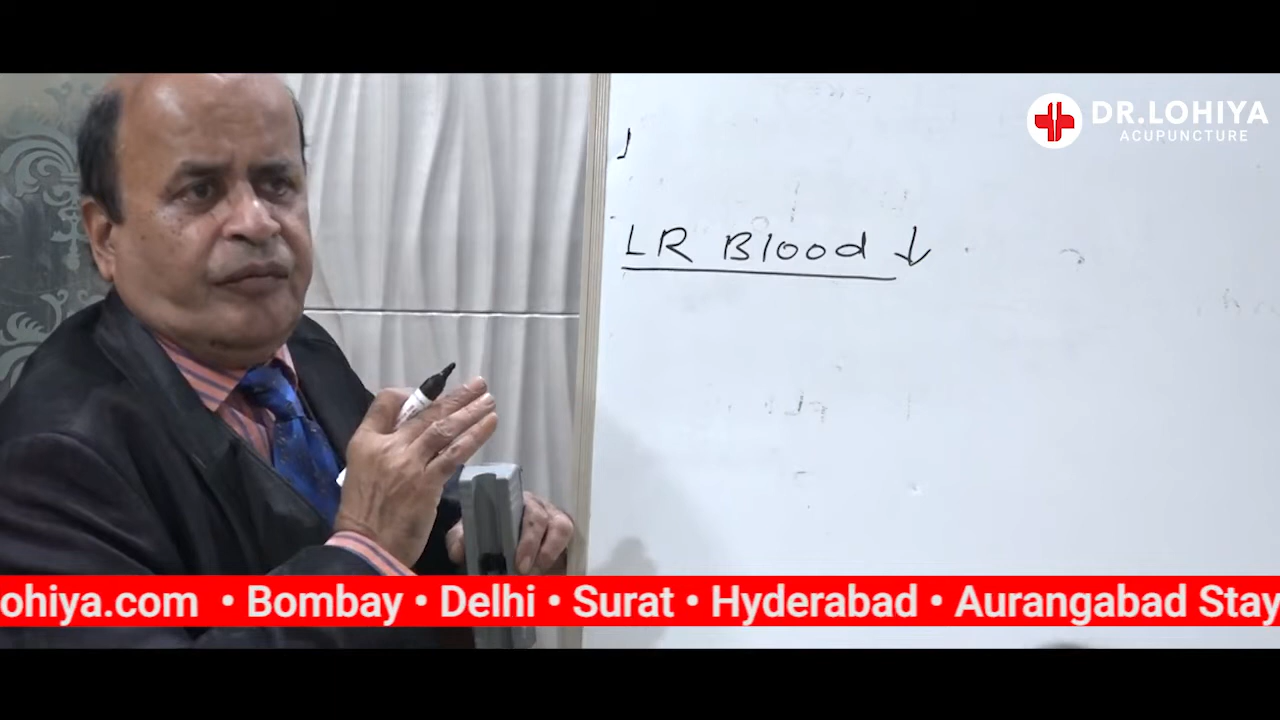 DR.LOHIYA
ACUPUNCTURE
LR Blood ↓
ohiya.com • Bombay • Delhi • Surat • Hyderabad • Aurangabad Stay